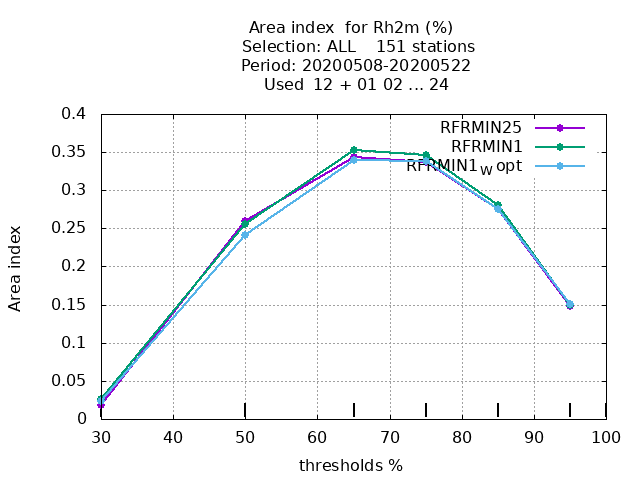 Area index  for Rh2m (%)
Selection: ALL    151 stations
Period: 20200508-20200522
Used  12 + 01 02 ... 24
RFRMIN25
RFRMIN1
RFRMIN1w opt
0.4
0.35
0.3
0.25
0.2
0.15
0.1
0.05
0
Area index
30 40 50 60 70 80 90 100
thresholds %